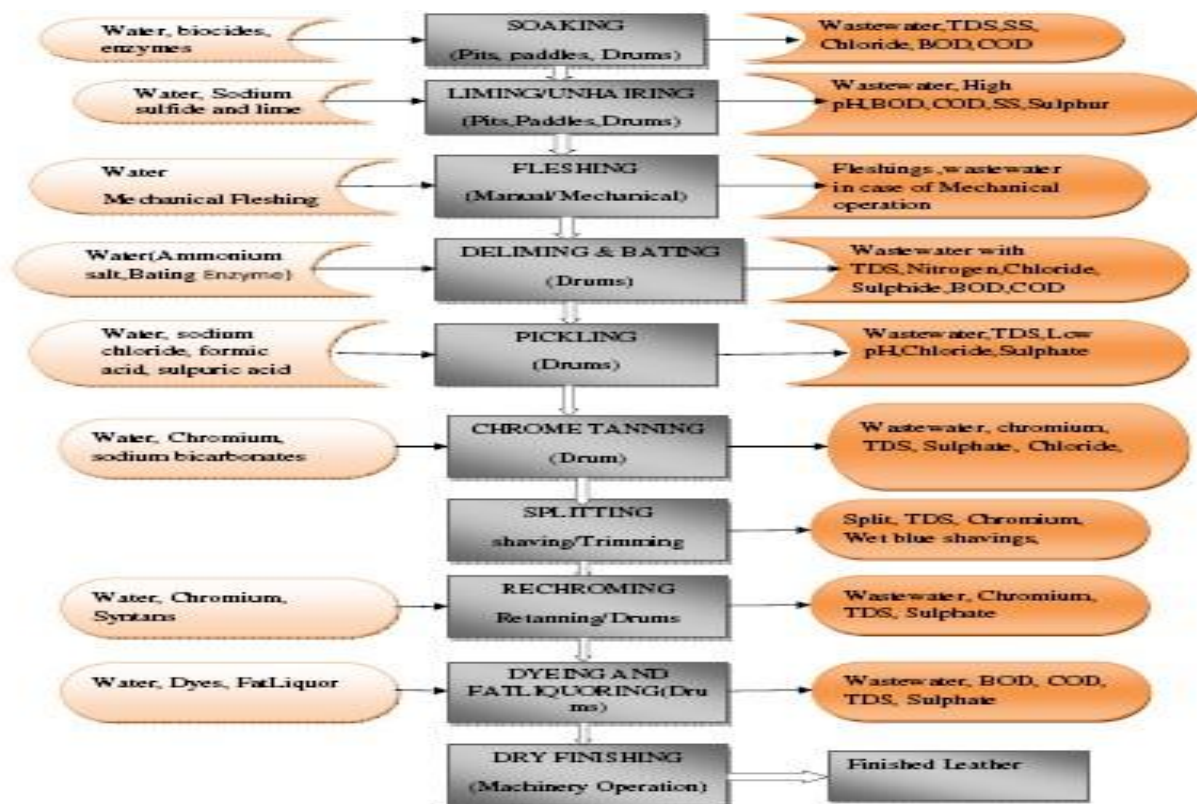 Water, biocides,
enzymes
SOAKING
(Pits, paddles, Drums)
Wastewater,TDS,SS,
Chloride,BOD,COD
Water, Sodium
sulfide and lime
LIMING/UNHAIRING
(Pits,Paddles,Drums)
Wastewater, High
pH,BOD,COD,SS,Sulphur
Water
Mechanical Fleshing
FLESHING
(Manual/Mechanical)
Fleshings ,wastewater
in case of Mechanical
operation
Water(Ammonium
salt,Bating Enzyme)
DELIMING & BATING
(Drums)
Wastewater with
TDS,Nitrogen,Chloride,
Sulphide,BOD,COD
Water, sodium
chloride, formic
acid, sulpuric acid
PICKLING
(Drums)
Wastewater,TDS,Low
pH,Chloride,Sulphate
Water, Chromium,
sodium bicarbonates
CHROME TANNING
(Drum)
Wastewater, chromium,
TDS, Sulphate, Chloride,
SPLITTING
shaving/Trimming
Split, TDS, Chromium,
Wet blue shavings,
Water, Chromium,
Syntans
RECHROMING
Retanning/Drums
Wastewater, Chromium,
TDS, Sulphate
Water, Dyes, FatLiquor
DYEING AND
FATLIQUORING(Dru
ms)
Wastewater, BOD, COD,
TDS, Sulphate
DRY FINISHING
(Machinery Operation)
Finished Leather